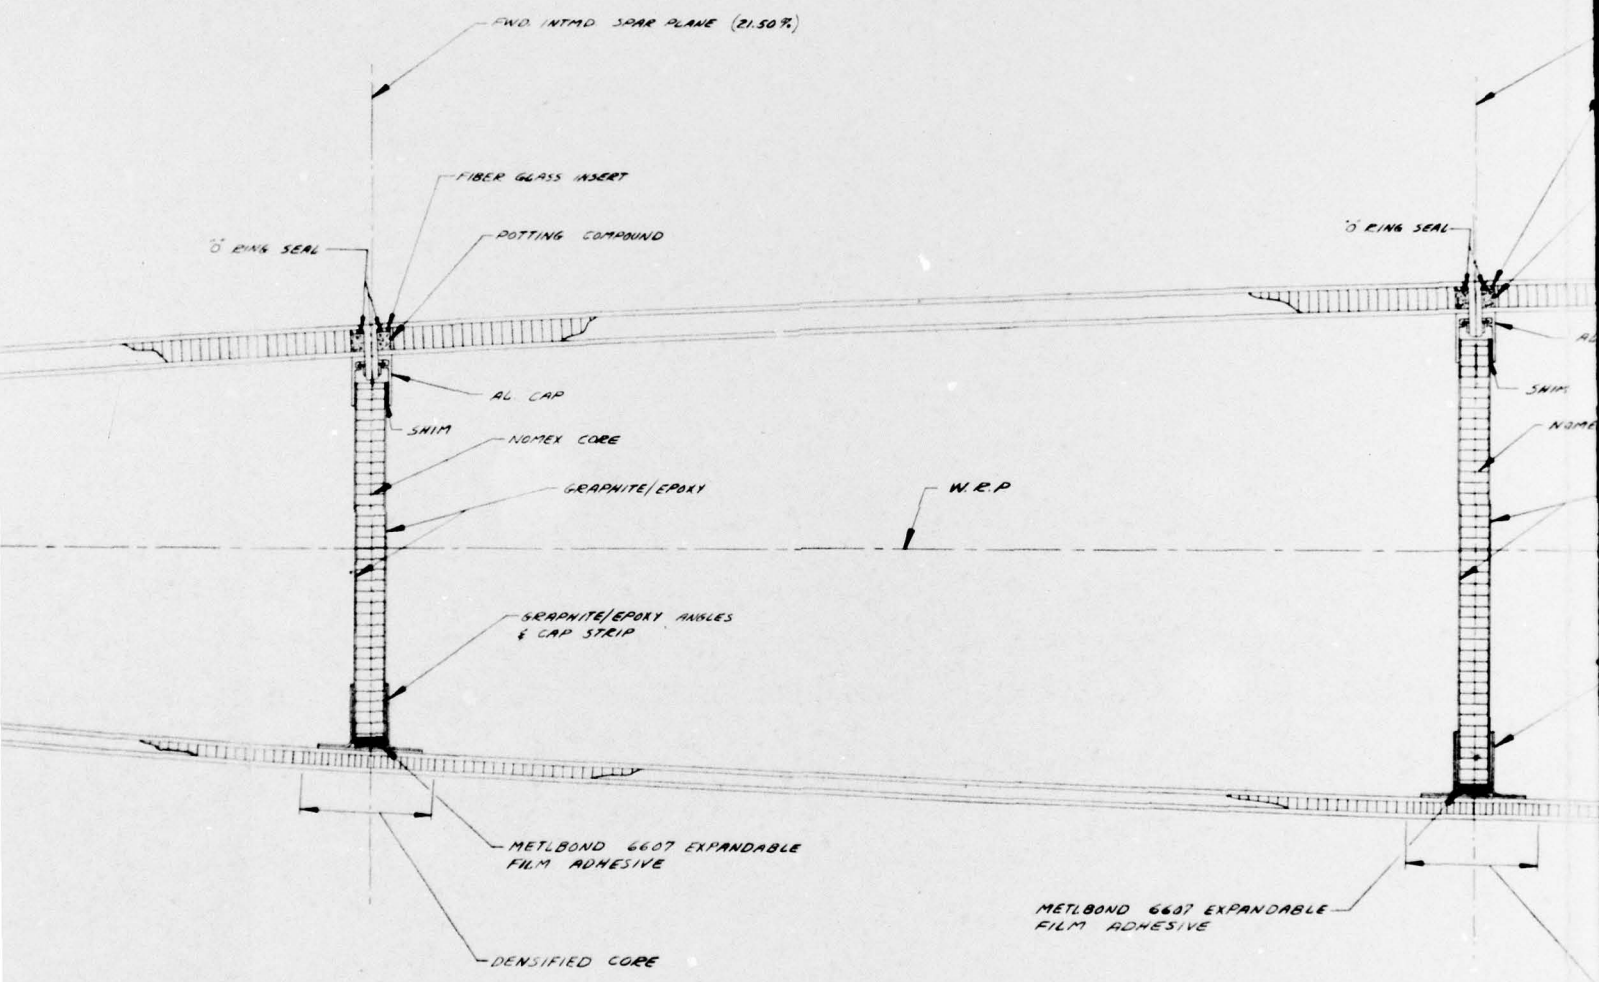 FWD. INTMD SPAR PLANE (21.50%)
FIBER GLASS INSERT
POTTING COMPOUND
"O" RING SEAL
"O" RING SEAL
AL. CAP
SHIM
NOMEX CORE
GRAPHITE/EPOXY
W.R.P
GRAPHITE/EPOXY ANGLES
& CAP STRIP
SHIM
NOME
METLBOND 6607 EXPANDABLE
FILM ADHESIVE
METLBOND 6607 EXPANDABLE
FILM ADHESIVE
DENSIFIED CORE